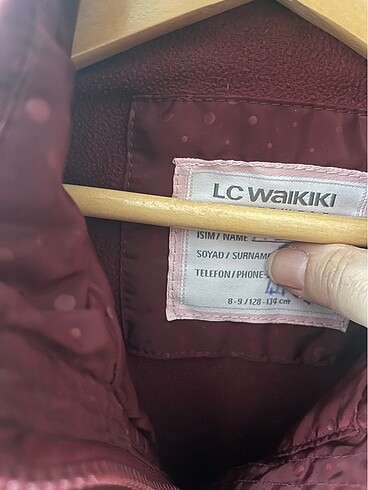 LC WAIKIKI
ISIM / NAME
SOYAD / SURNAME
TELEFON / PHONE
8-9 / 128-134 cm